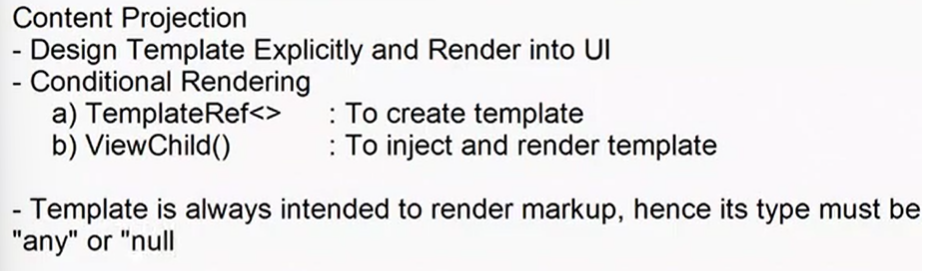 Content Projection
- Design Template Explicitly and Render into UI
- Conditional Rendering
a) TemplateRef<> : To create template
b) ViewChild() : To inject and render template
- Template is always intended to render markup, hence its type must be
"any" or "null